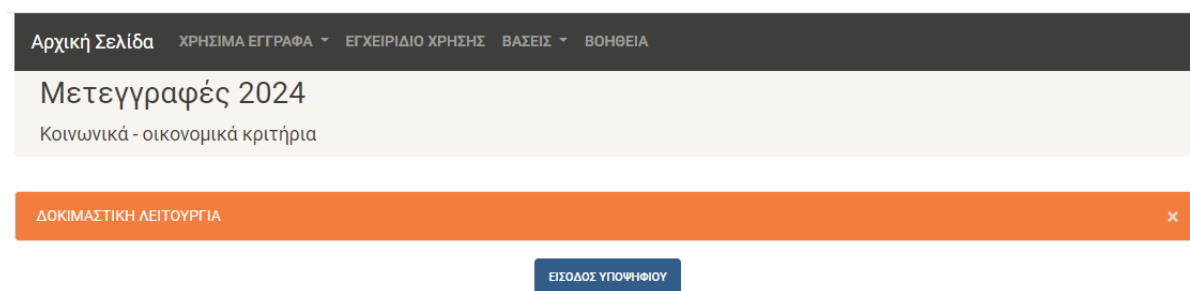 Αρχική Σελίδα ΧΡΗΣΙΜΑ ΕΓΓΡΑΦΑ ΕΓΧΕΙΡΙΔΙΟ ΧΡΗΣΗΣ ΒΑΣΕΙΣ ΒΟΗΘΕΙΑ
Μετεγγραφές 2024
Κοινωνικά - οικονομικά κριτήρια
ΔΟΚΙΜΑΣΤΙΚΗ ΛΕΙΤΟΥΡΓΙΑ ×
ΕΙΣΟΔΟΣ ΥΠΟΨΗΦΙΟΥ